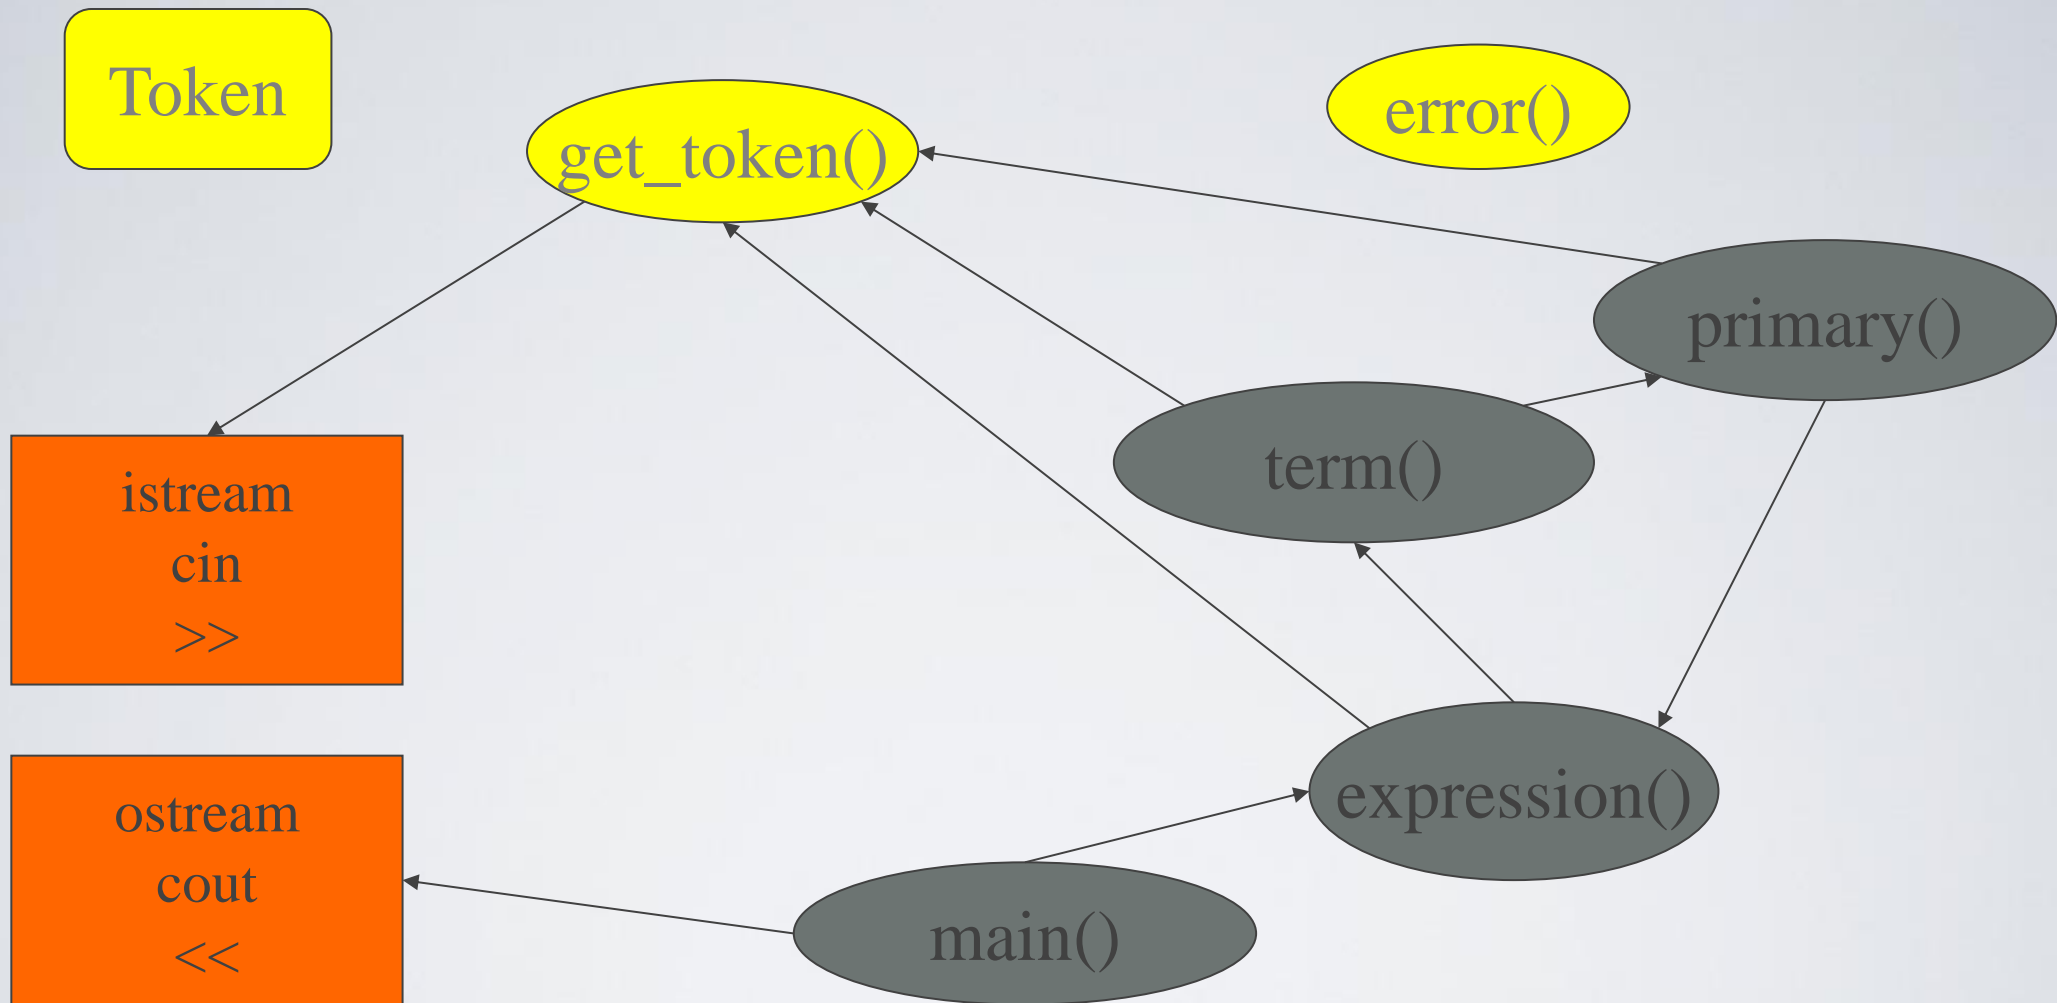 Token
get_token()
error()
primary()
term()
istream
cin
>>
expression()
ostream
cout
<<
main()